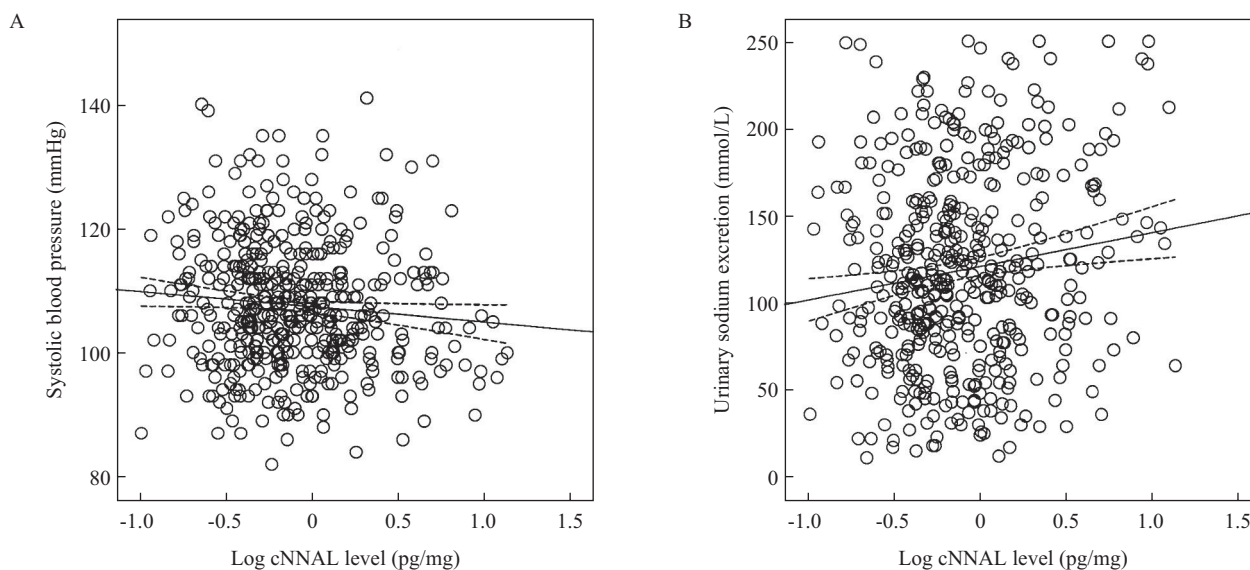 A
Systolic blood pressure (mmHg)
140
120
100
80
-1.0 -0.5 0 0.5 1.0 1.5
Log cNNAL level (pg/mg)
B
Urinary sodium excretion (mmol/L)
250
200
150
100
50
0
-1.0 -0.5 0 0.5 1.0 1.5
Log cNNAL level (pg/mg)